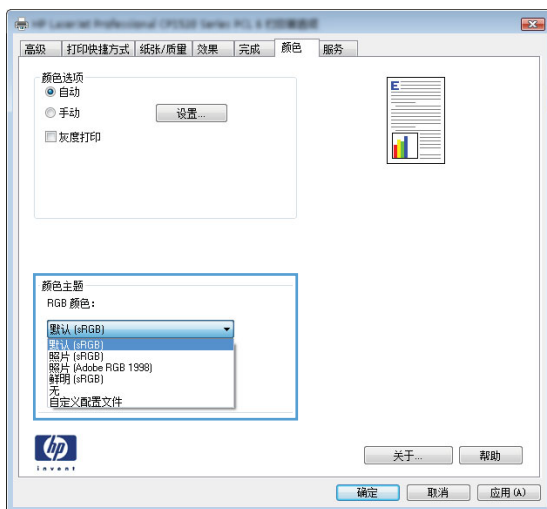 高级 打印快捷方式 纸张/质量 效果 完成 颜色 服务
颜色选项
自动
手动 设置...
灰度打印
E
颜色主题
RGB 颜色：
默认 (sRGB)
默认 (sRGB)
照片 (sRGB)
照片 (Adobe RGB 1998)
鲜明 (sRGB)
无
自定义配置文件
hp
invent
关于... 帮助
确定 取消 应用 (A)